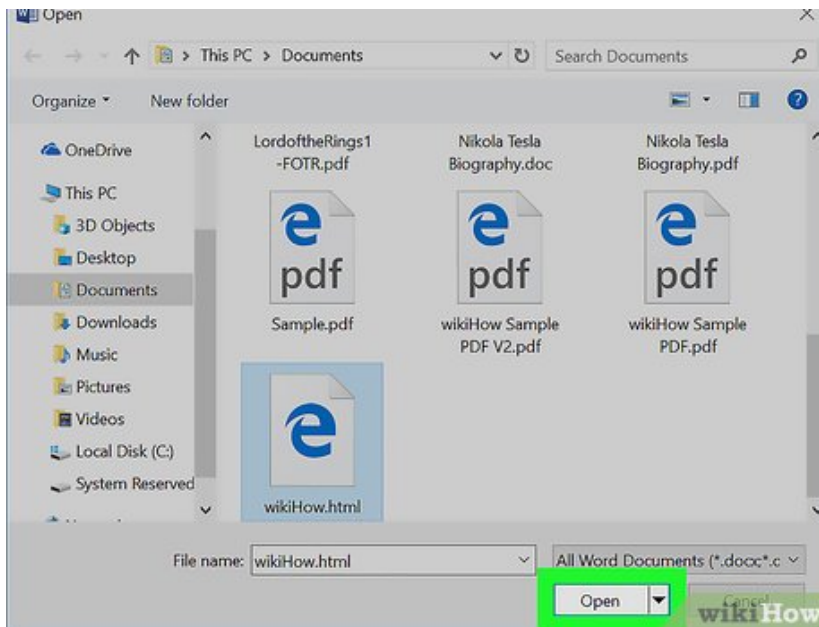 Open
This PC > Documents
Search Documents
Organize
New folder
OneDrive
This PC
3D Objects
Desktop
Documents
Downloads
Music
Pictures
Videos
Local Disk (C:)
System Reserved
LordoftheRings1
-FOTR.pdf
Nikola Tesla
Biography.doc
Nikola Tesla
Biography.pdf
pdf
Sample.pdf
pdf
wikiHow Sample
PDF V2.pdf
pdf
wikiHow Sample
PDF.pdf
wikiHow.html
File name: wikiHow.html
All Word Documents (*.docx;*.c
Open
Cancel
wikiHow